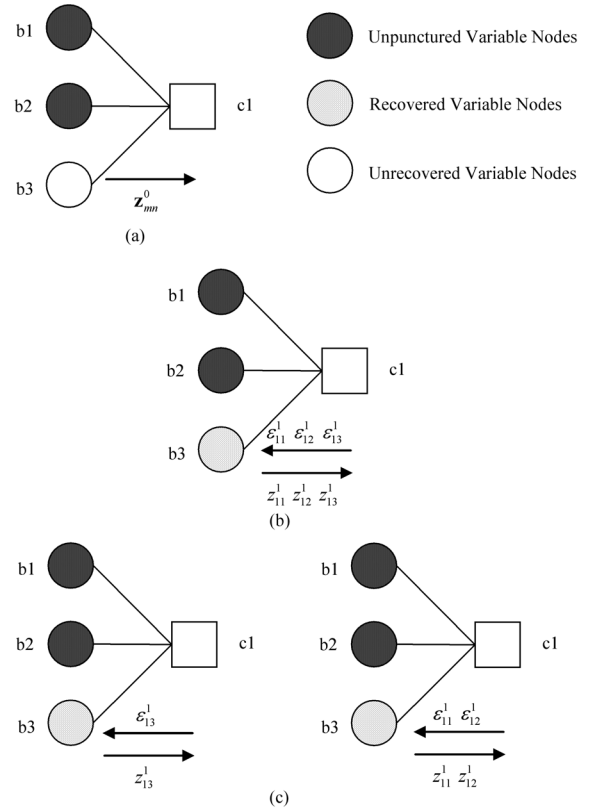 b1
b2
b3
c1
z⁰ₘₙ
(a)
Unpunctured Variable Nodes
Recovered Variable Nodes
Unrecovered Variable Nodes
b1
b2
b3
c1
ε¹₁₁ ε¹₁₂ ε¹₁₃
z¹₁₁ z¹₁₂ z¹₁₃
(b)
b1
b2
b3
c1
ε¹₁₃
z¹₁₃
b1
b2
b3
c1
ε¹₁₁ ε¹₁₂
z¹₁₁ z¹₁₂
(c)